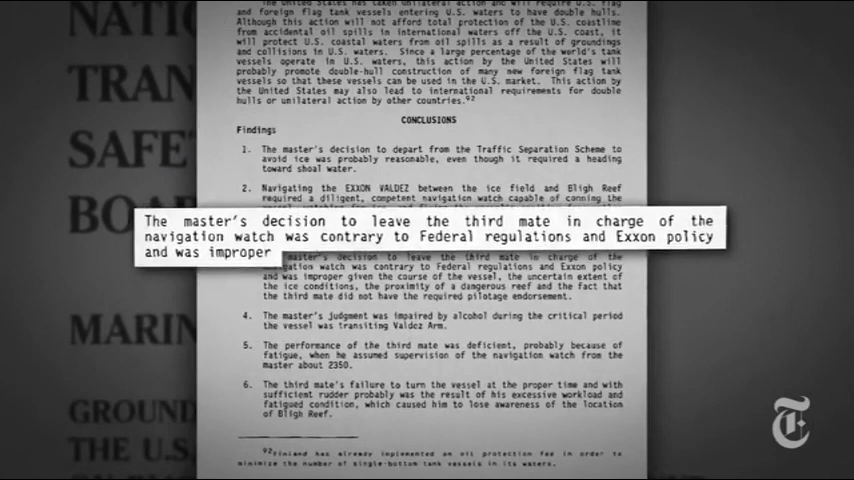 NATIO
TRAN
SAFE
BOA
MARIN
GROUND
THE U.S.
The United States has taken unilateral action and will require U.S. flag
and foreign flag tank vessels entering U.S. waters to have double hulls.
Although this action will not afford total protection of the U.S. coastline
from accidental oil spills in international waters off the U.S. coast, it
will protect U.S. coastal waters from oil spills as a result of groundings
and collisions in U.S. waters. Since a large percentage of the world's tank
vessels operate in U.S. waters, this action by the United States will
probably promote double-hull construction of many new foreign flag tank
vessels so that these vessels can be used in the U.S. market. This action by
the United States may also lead to international requirements for double
hulls or unilateral action by other countries.92
CONCLUSIONS
Findings
1. The master's decision to depart from the Traffic Separation Scheme to
avoid ice was probably reasonable, even though it required a heading
toward shoal water.
2. Navigating the EXXON VALDEZ between the ice field and Bligh Reef
required a diligent, competent navigation watch capable of conning the
The master's decision to leave the third mate in charge of the
navigation watch was contrary to Federal regulations and Exxon policy
and was improper
master's decision to leave the third mate in charge of the
navigation watch was contrary to Federal regulations and Exxon policy
and was improper given the course of the vessel, the uncertain extent of
the ice conditions, the proximity of a dangerous reef and the fact that
the third mate did not have the required pilotage endorsement.
4. The master's judgment was impaired by alcohol during the critical period
the vessel was transiting Valdez Arm.
5. The performance of the third mate was deficient, probably because of
fatigue, when he assumed supervision of the navigation watch from the
master about 2350.
6. The third mate's failure to turn the vessel at the proper time and with
sufficient rudder probably was the result of his excessive workload and
fatigued condition, which caused him to lose awareness of the location
of Bligh Reef.
92Finland has already implemented an oil protection fee in order to
minimize the number of single-bottom tank vessels in its waters.
T